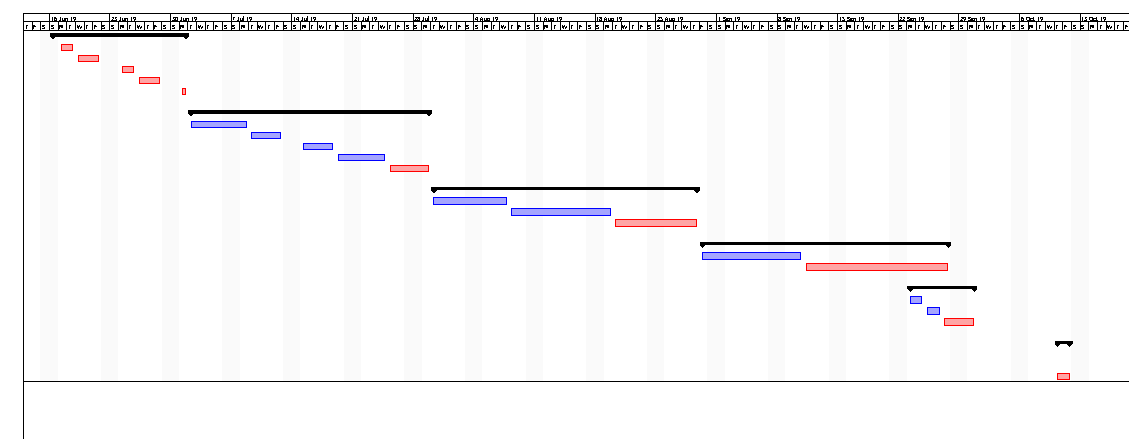 16 Jun 19 23 Jun 19 30 Jun 19 7 Jul 19 14 Jul 19 21 Jul 19 28 Jul 19 4 Aug 19 11 Aug 19 18 Aug 19 25 Aug 19 1 Sep 19 8 Sep 19 15 Sep 19 22 Sep 19 29 Sep 19 6 Oct 19 13 Oct 19
T F S S M T W T F S S M T W T F S S M T W T F S S M T W T F S S M T W T F S S M T W T F S S M T W T F S S M T W T F S S M T W T F S S M T W T F S S M T W T F S S M T W T F S S M T W T F S S M T W T F S S M T W T F S S M T W T F S S M T W T F S S M T W T F